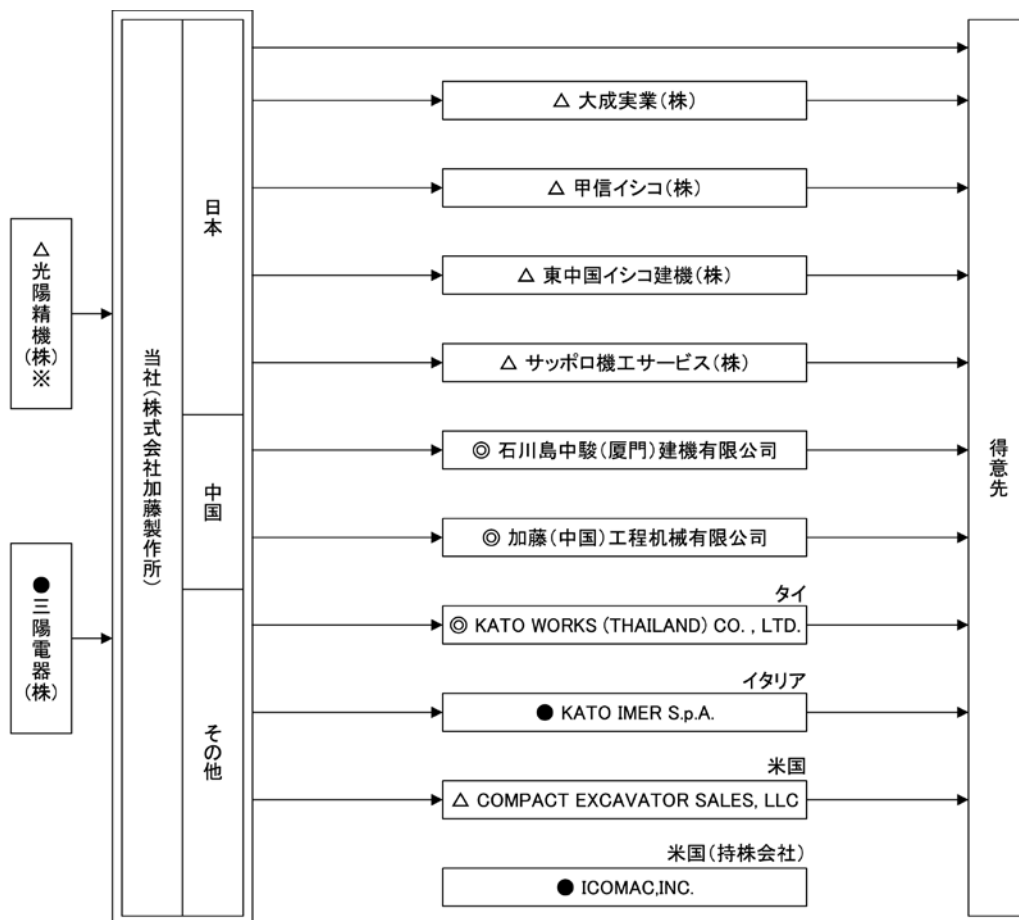 △光陽精機(株)※
●三陽電器(株)
当社(株式会社加藤製作所)
日本
中国
その他
△ 大成実業(株)
△ 甲信イシコ(株)
△ 東中国イシコ建機(株)
△ サッポロ機工サービス(株)
◎ 石川島中駿(厦門)建機有限公司
◎ 加藤(中国)工程机械有限公司
タイ
◎ KATO WORKS (THAILAND) CO. , LTD.
イタリア
● KATO IMER S.p.A.
米国
△ COMPACT EXCAVATOR SALES, LLC
米国(持株会社)
● ICOMAC,INC.
得意先